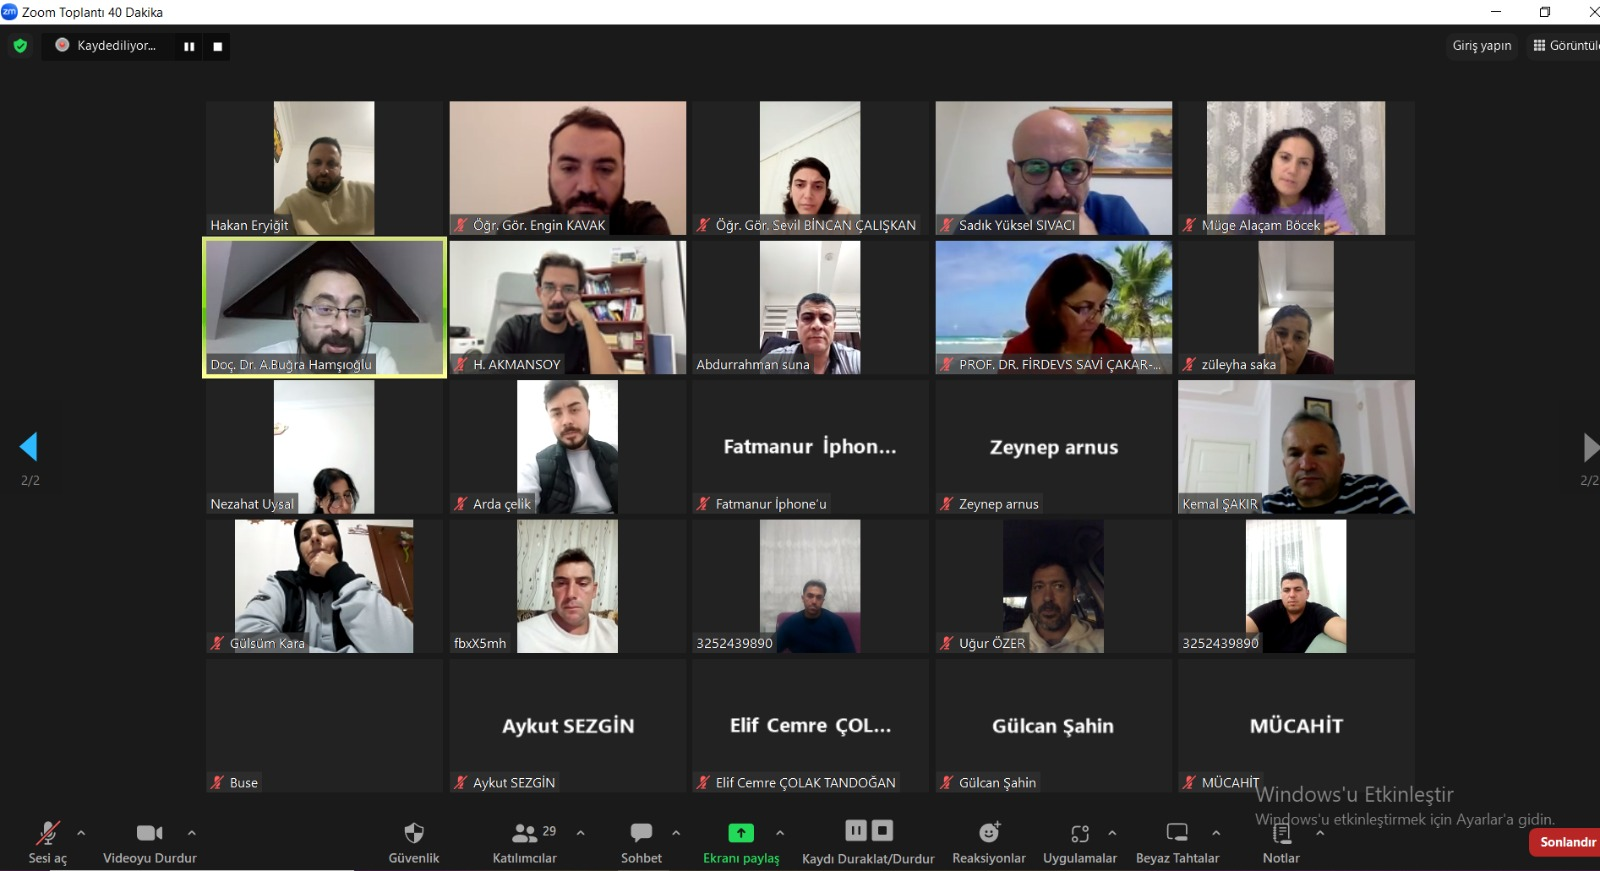 zm Zoom Toplantı 40 Dakika
Kaydediliyor...
Giriş yapın
Görüntül
Hakan Eryiğit
Öğr. Gör. Engin KAVAK
Öğr. Gör. Sevil BİNCAN ÇALIŞKAN
Sadık Yüksel SIVACI
Müge Alaçam Böcek
Doç. Dr. A.Buğra Hamşıoğlu
H. AKMANSOY
Abdurrahman suna
PROF. DR. FİRDEVS SAVİ ÇAKAR-...
züleyha saka
Fatmanur İphon...
Zeynep arnus
2/2
2/2
Nezahat Uysal
Arda çelik
Fatmanur İphone'u
Zeynep arnus
Kemal ŞAKIR
Gülsüm Kara
fbxX5mh
3252439890
Uğur ÖZER
3252439890
Aykut SEZGİN
Elif Cemre ÇOL...
Gülcan Şahin
MÜCAHİT
Buse
Aykut SEZGİN
Elif Cemre ÇOLAK TANDOĞAN
Gülcan Şahin
MÜCAHİT
Windows'u Etkinleştir
Windows'u etkinleştirmek için Ayarlar'a gidin.
29
Sesi aç
Videoyu Durdur
Güvenlik
Katılımcılar
Sohbet
Ekranı paylaş
Kaydı Duraklat/Durdur
Reaksiyonlar
Uygulamalar
Beyaz Tahtalar
Notlar
Sonlandır